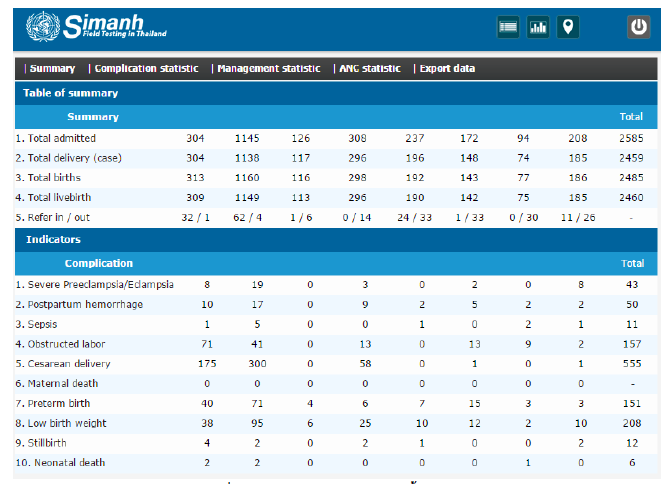 Simanh
Field Testing in Thailand
Summary | Complication statistic | Management statistic | ANC statistic | Export data
Table of summary
Summary Total
1. Total admitted 304 1145 126 308 237 172 94 208 2585
2. Total delivery (case) 304 1138 117 296 196 148 74 185 2459
3. Total births 313 1160 116 298 192 143 77 186 2485
4. Total livebirth 309 1149 113 296 190 142 75 185 2460
5. Refer in / out 32 / 1 62 / 4 1 / 6 0 / 14 24 / 33 1 / 33 0 / 30 11 / 26 -
Indicators
Complication Total
1. Severe Preeclampsia/Eclampsia 8 19 0 3 0 2 0 8 43
2. Postpartum hemorrhage 10 17 0 9 2 5 2 2 50
3. Sepsis 1 5 0 0 1 0 2 1 11
4. Obstructed labor 71 41 0 13 0 13 9 2 157
5. Cesarean delivery 175 300 0 58 0 1 0 1 555
6. Maternal death 0 0 0 0 0 0 0 0 -
7. Preterm birth 40 71 4 6 7 15 3 3 151
8. Low birth weight 38 95 6 25 10 12 2 10 208
9. Stillbirth 4 2 0 2 1 0 0 2 12
10. Neonatal death 2 2 0 0 0 0 1 0 6